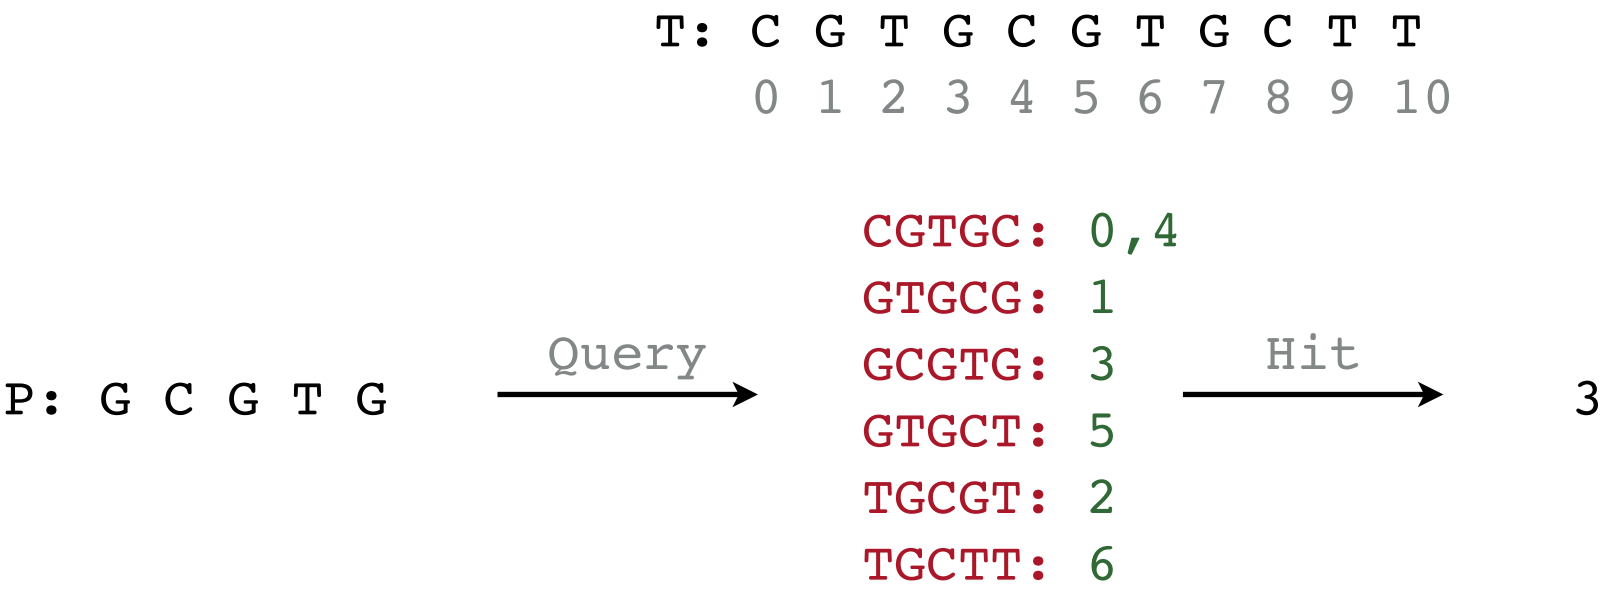 T: C G T G C G T G C T T
0 1 2 3 4 5 6 7 8 9 10
CGTGC: 0,4
GTGCG: 1
Query
GCGTG: 3
Hit
P: G C G T G
3
GTGCT: 5
TGCGT: 2
TGCTT: 6